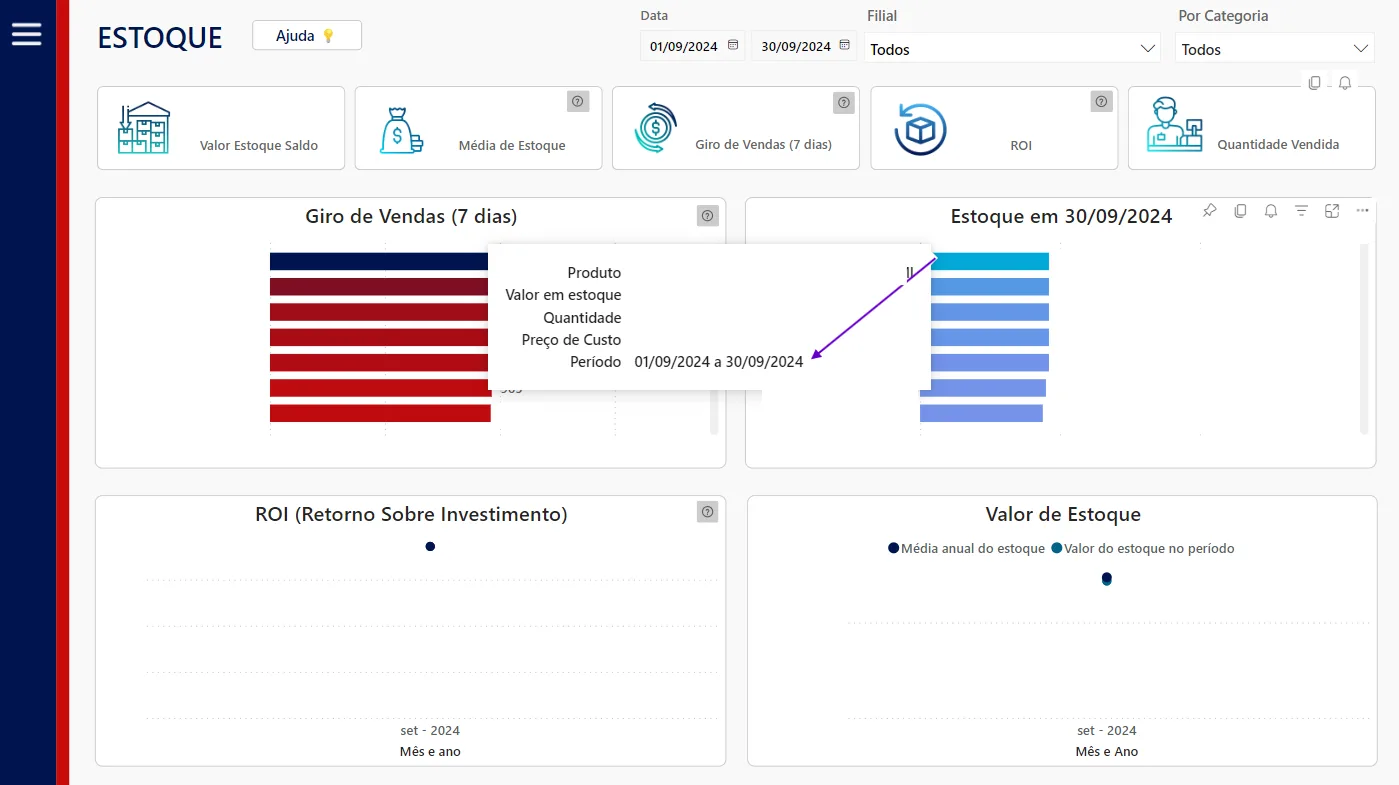 ESTOQUE
Ajuda
Data
01/09/2024
30/09/2024
Filial
Todos
Por Categoria
Todos
Valor Estoque Saldo
Média de Estoque
Giro de Vendas (7 dias)
ROI
Quantidade Vendida
Giro de Vendas (7 dias)
Estoque em 30/09/2024
Produto
Valor em estoque
Quantidade
Preço de Custo
Período 01/09/2024 a 30/09/2024
ROI (Retorno Sobre Investimento)
set - 2024
Mês e ano
Valor de Estoque
Média anual do estoque
Valor do estoque no período
set - 2024
Mês e Ano